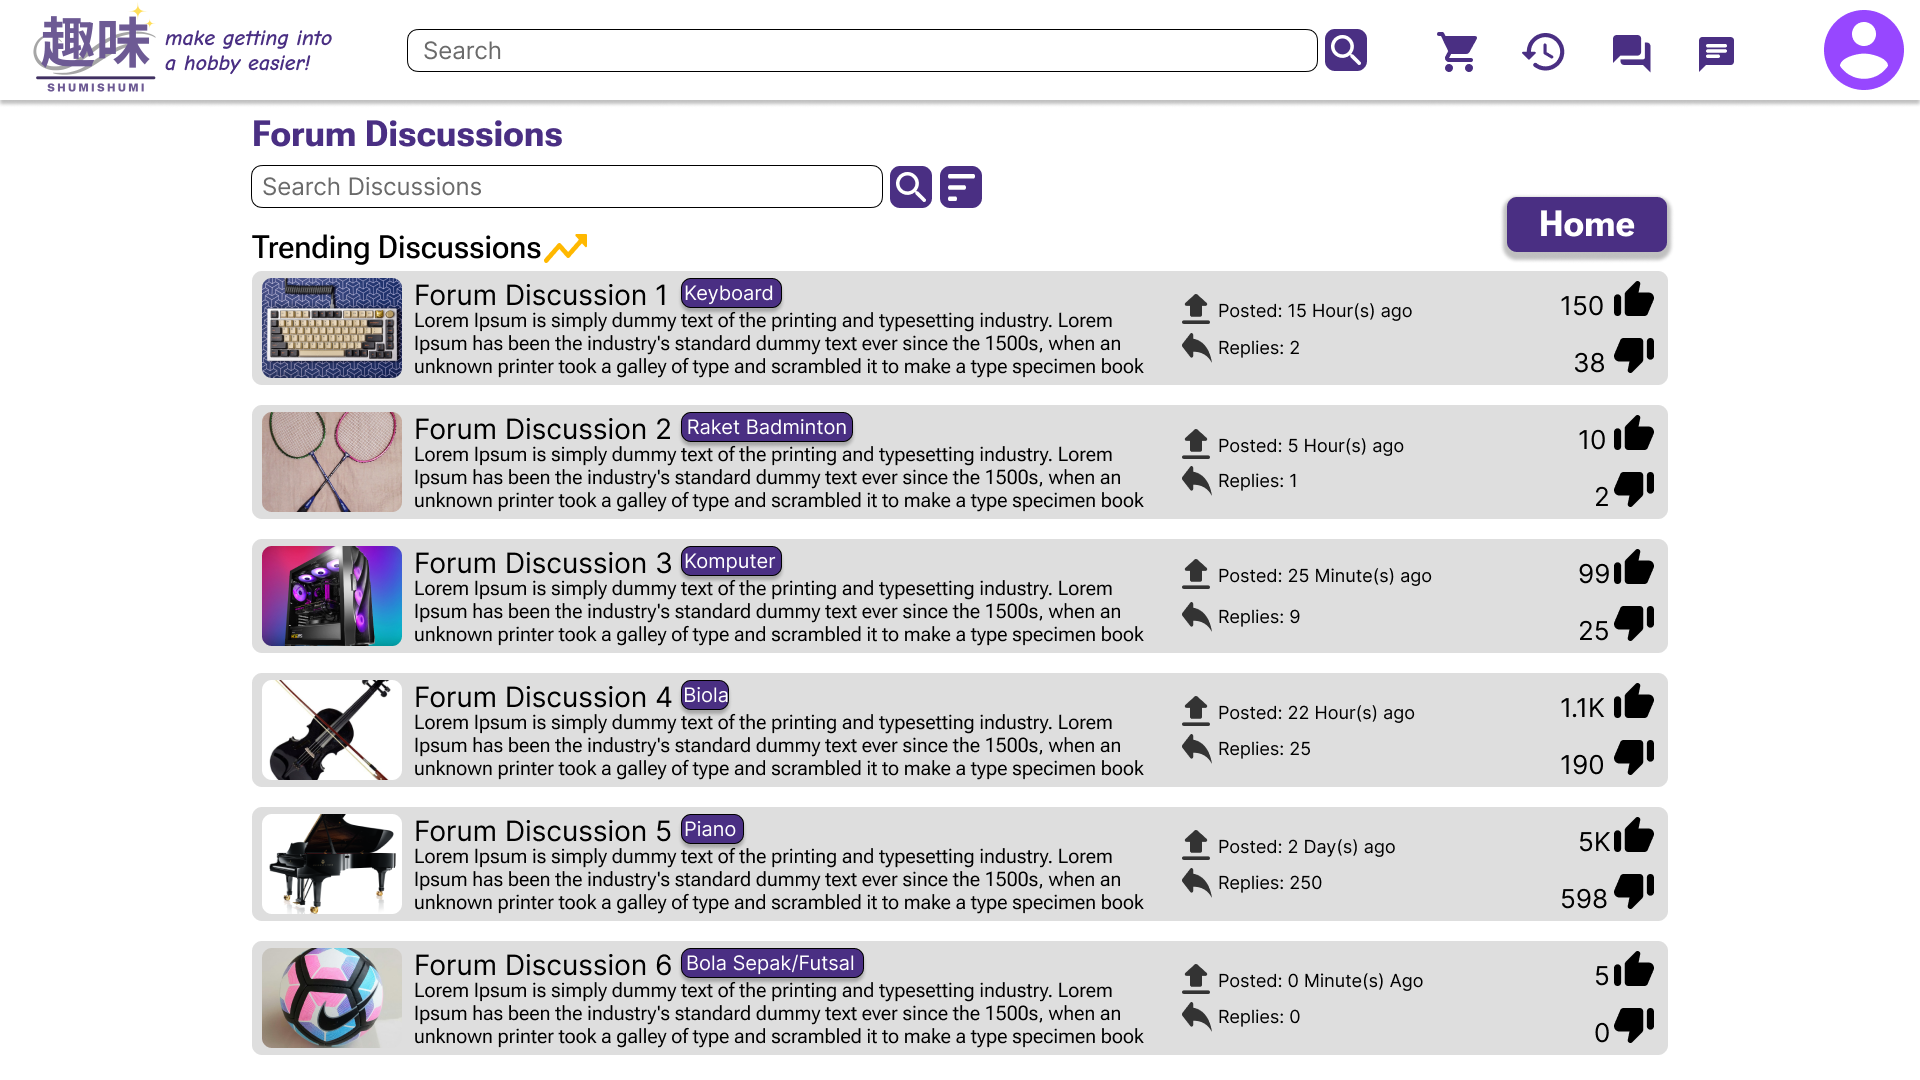 趣味
SHUMISHUMI
make getting into
a hobby easier!
Search
Forum Discussions
Search Discussions
Home
Trending Discussions
Forum Discussion 1 Keyboard
Lorem Ipsum is simply dummy text of the printing and typesetting industry. Lorem
Ipsum has been the industry's standard dummy text ever since the 1500s, when an
unknown printer took a galley of type and scrambled it to make a type specimen book
Posted: 15 Hour(s) ago
Replies: 2
150
38
Forum Discussion 2 Raket Badminton
Lorem Ipsum is simply dummy text of the printing and typesetting industry. Lorem
Ipsum has been the industry's standard dummy text ever since the 1500s, when an
unknown printer took a galley of type and scrambled it to make a type specimen book
Posted: 5 Hour(s) ago
Replies: 1
10
2
Forum Discussion 3 Komputer
Lorem Ipsum is simply dummy text of the printing and typesetting industry. Lorem
Ipsum has been the industry's standard dummy text ever since the 1500s, when an
unknown printer took a galley of type and scrambled it to make a type specimen book
Posted: 25 Minute(s) ago
Replies: 9
99
25
Forum Discussion 4 Biola
Lorem Ipsum is simply dummy text of the printing and typesetting industry. Lorem
Ipsum has been the industry's standard dummy text ever since the 1500s, when an
unknown printer took a galley of type and scrambled it to make a type specimen book
Posted: 22 Hour(s) ago
Replies: 25
1.1K
190
Forum Discussion 5 Piano
Lorem Ipsum is simply dummy text of the printing and typesetting industry. Lorem
Ipsum has been the industry's standard dummy text ever since the 1500s, when an
unknown printer took a galley of type and scrambled it to make a type specimen book
Posted: 2 Day(s) ago
Replies: 250
5K
598
Forum Discussion 6 Bola Sepak/Futsal
Lorem Ipsum is simply dummy text of the printing and typesetting industry. Lorem
Ipsum has been the industry's standard dummy text ever since the 1500s, when an
unknown printer took a galley of type and scrambled it to make a type specimen book
Posted: 0 Minute(s) Ago
Replies: 0
5
0